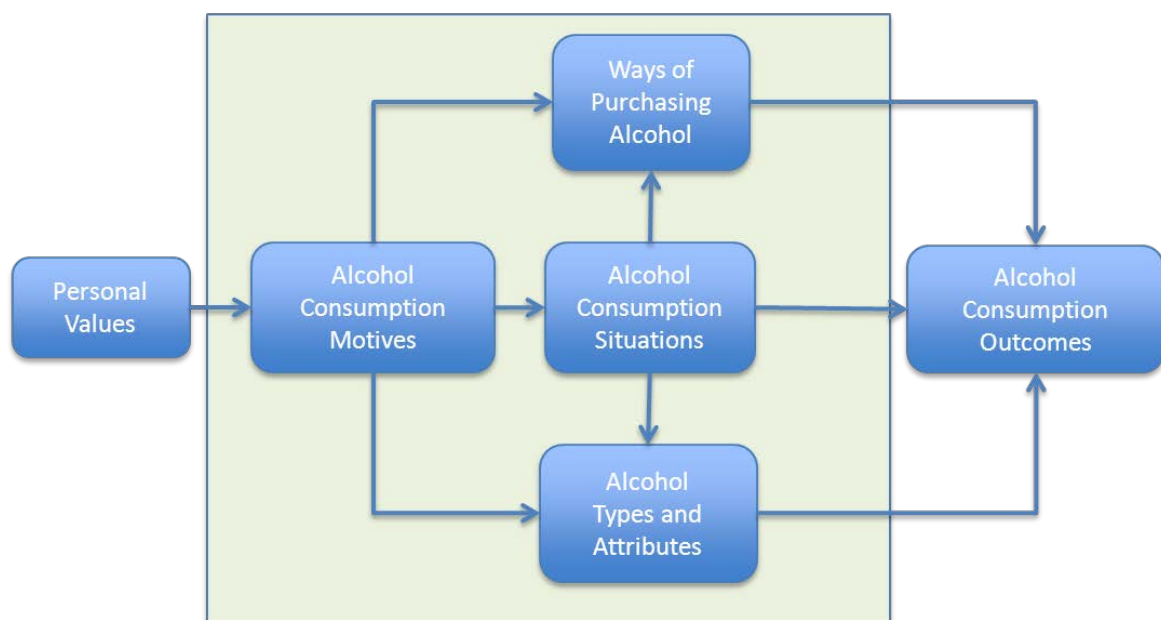 Ways of
Purchasing
Alcohol
Personal
Values
Alcohol
Consumption
Motives
Alcohol
Consumption
Situations
Alcohol
Consumption
Outcomes
Alcohol
Types and
Attributes